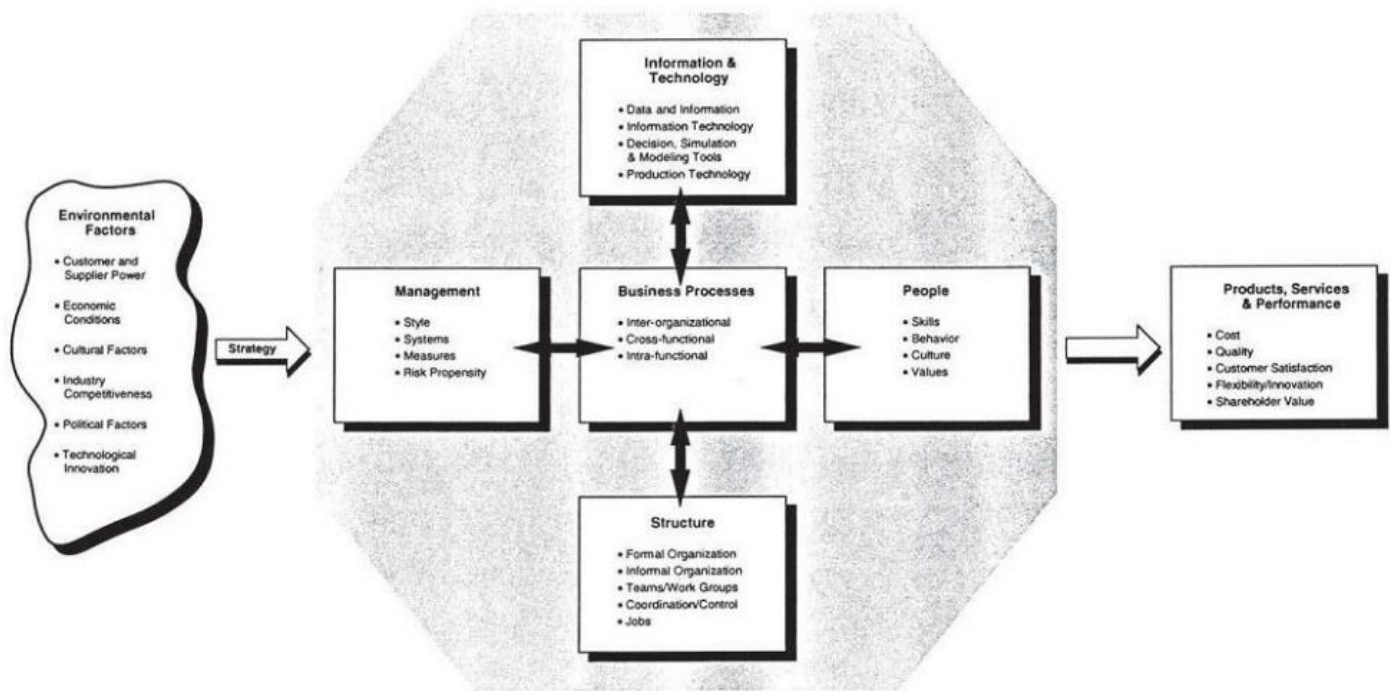 Environmental
Factors
• Customer and
Supplier Power
• Economic
Conditions
• Cultural Factors
• Industry
Competitiveness
• Political Factors
• Technological
Innovation
Strategy
Information &
Technology
• Data and Information
• Information Technology
• Decision, Simulation
& Modeling Tools
• Production Technology
Management
• Style
• Systems
• Measures
• Risk Propensity
Business Processes
• Inter-organizational
• Cross-functional
• Intra-functional
People
• Skills
• Behavior
• Culture
• Values
Structure
• Formal Organization
• Informal Organization
• Teams/Work Groups
• Coordination/Control
• Jobs
Products, Services
& Performance
• Cost
• Quality
• Customer Satisfaction
• Flexibility/Innovation
• Shareholder Value